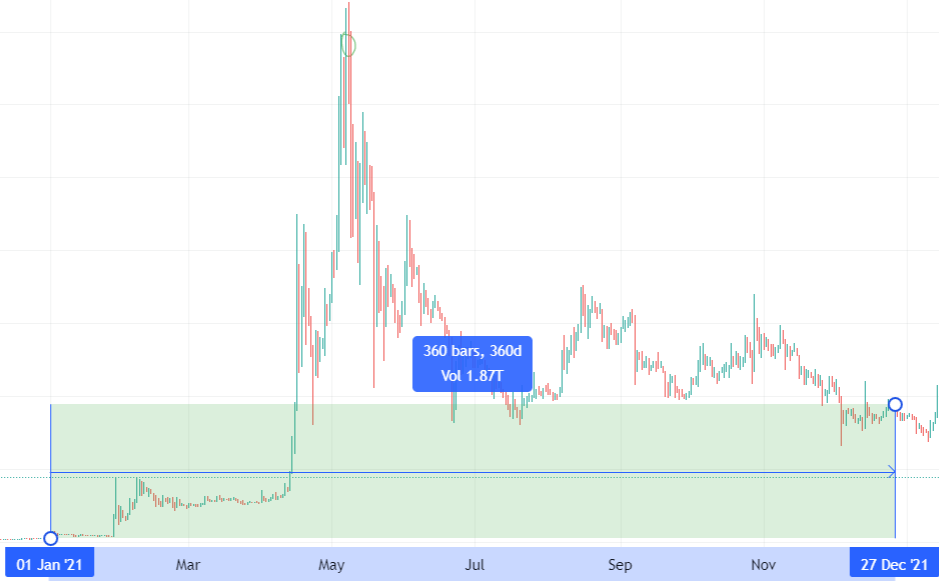 360 bars, 360d
Vol 1.87T
01 Jan '21
Mar
May
Jul
Sep
Nov
27 Dec '21